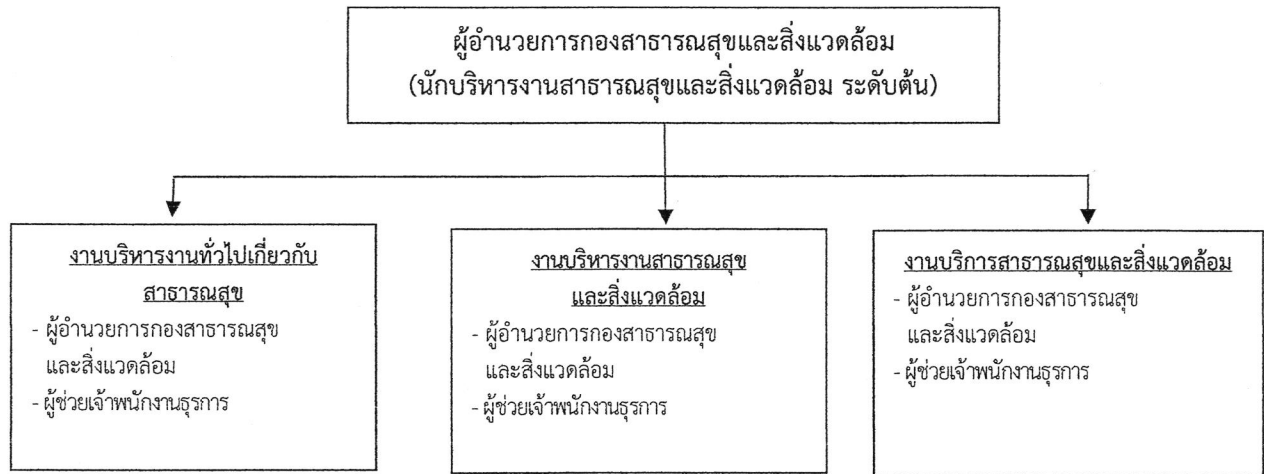 ผู้อำนวยการกองสาธารณสุขและสิ่งแวดล้อม
(นักบริหารงานสาธารณสุขและสิ่งแวดล้อม ระดับต้น)
งานบริหารงานทั่วไปเกี่ยวกับ
สาธารณสุข
- ผู้อำนวยการกองสาธารณสุข
และสิ่งแวดล้อม
- ผู้ช่วยเจ้าพนักงานธุรการ
งานบริหารงานสาธารณสุข
และสิ่งแวดล้อม
- ผู้อำนวยการกองสาธารณสุข
และสิ่งแวดล้อม
- ผู้ช่วยเจ้าพนักงานธุรการ
งานบริการสาธารณสุขและสิ่งแวดล้อม
- ผู้อำนวยการกองสาธารณสุข
และสิ่งแวดล้อม
- ผู้ช่วยเจ้าพนักงานธุรการ